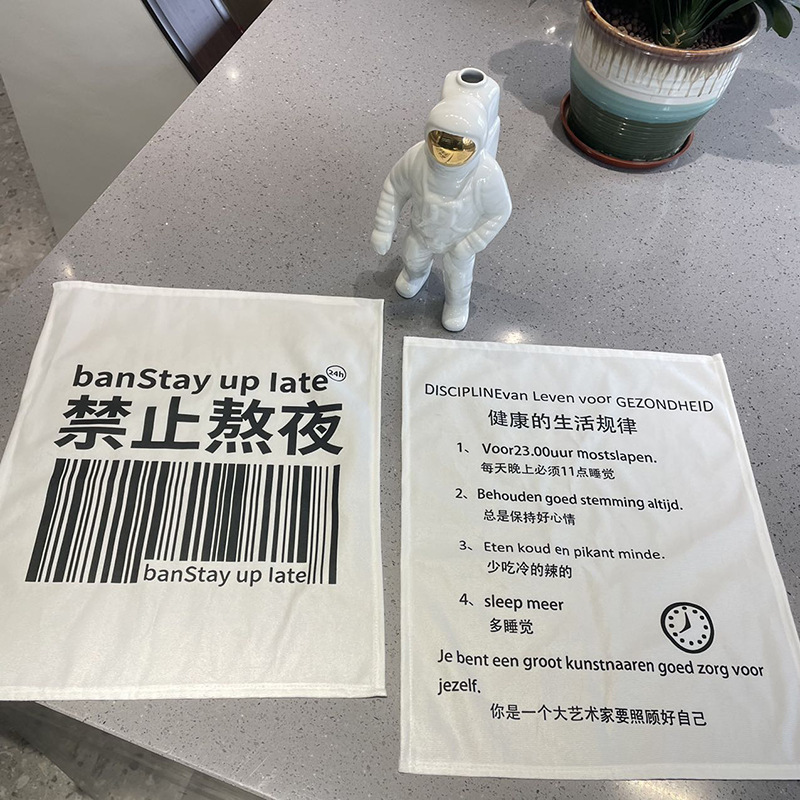 banStay up late
24h
禁止熬夜
banStay up late
DISCIPLINEvan Leven voor GEZONDHEID
健康的生活规律
1、 Voor23.00uur mostslapen.
每天晚上必须11点睡觉
2、 Behouden goed stemming altijd.
总是保持好心情
3、 Eten koud en pikant minde.
少吃冷的辣的
4、 sleep meer
多睡觉
Je bent een groot kunstnaaren goed zorg voor
jezelf.
你是一个大艺术家要照顾好自己